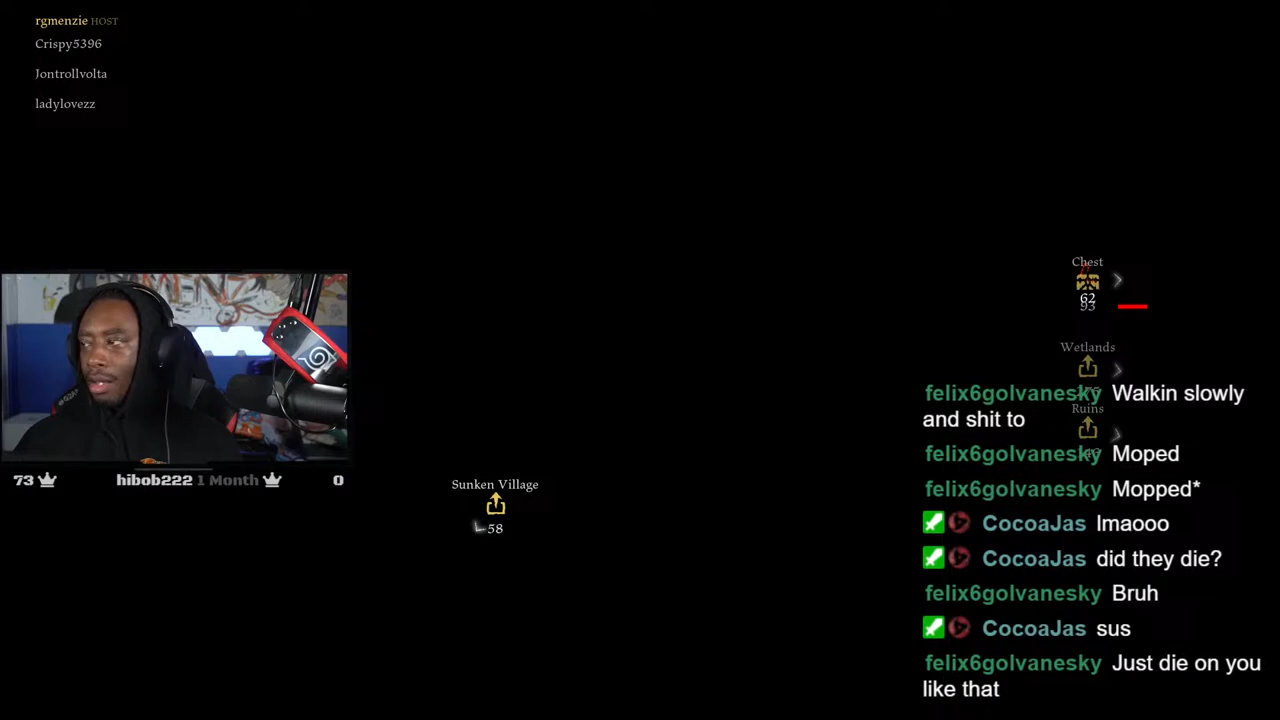 rgmenzie HOST
Crispy5396
Jontrollvolta
ladylovezz
Chest
62
93
Wetlands
Ruins
MENZ
73
hibob222 1 Month
0
Sunken Village
58
felix6golvanesky Walkin slowly
and shit to
felix6golvanesky Moped
felix6golvanesky Mopped*
CocoaJas lmaooo
CocoaJas did they die?
felix6golvanesky Bruh
CocoaJas sus
felix6golvanesky Just die on you
like that